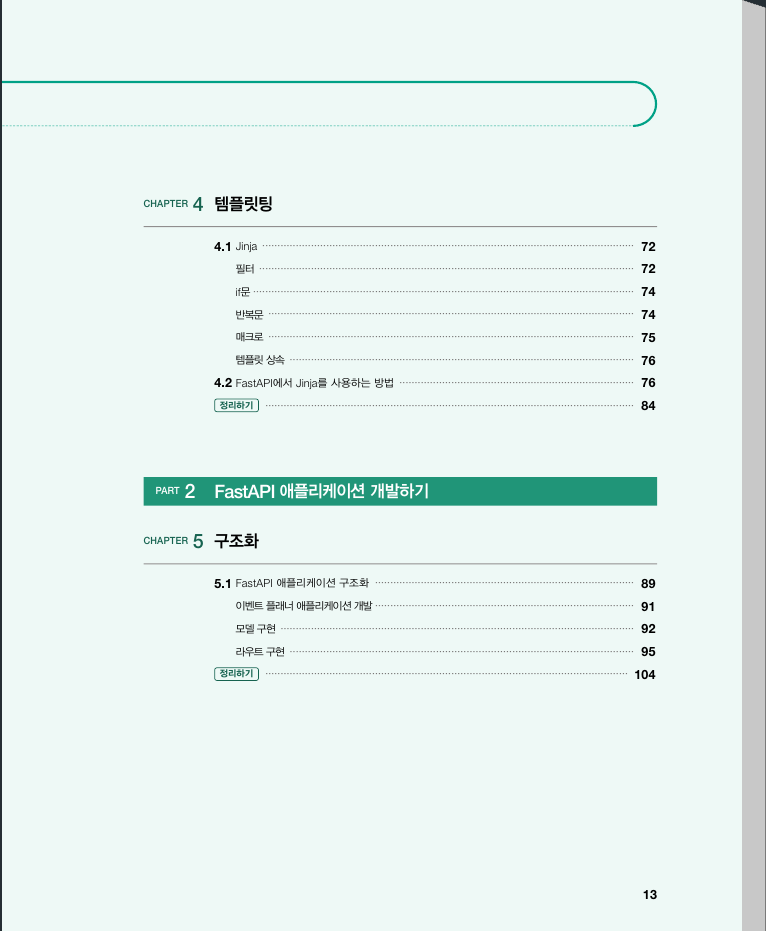 CHAPTER 4 템플릿팅
4.1 Jinja 72
필터 72
if문 74
반복문 74
매크로 75
템플릿 상속 76
4.2 FastAPI에서 Jinja를 사용하는 방법 76
정리하기 84
PART 2 FastAPI 애플리케이션 개발하기
CHAPTER 5 구조화
5.1 FastAPI 애플리케이션 구조화 89
이벤트 플래너 애플리케이션 개발 91
모델 구현 92
라우트 구현 95
정리하기 104
13